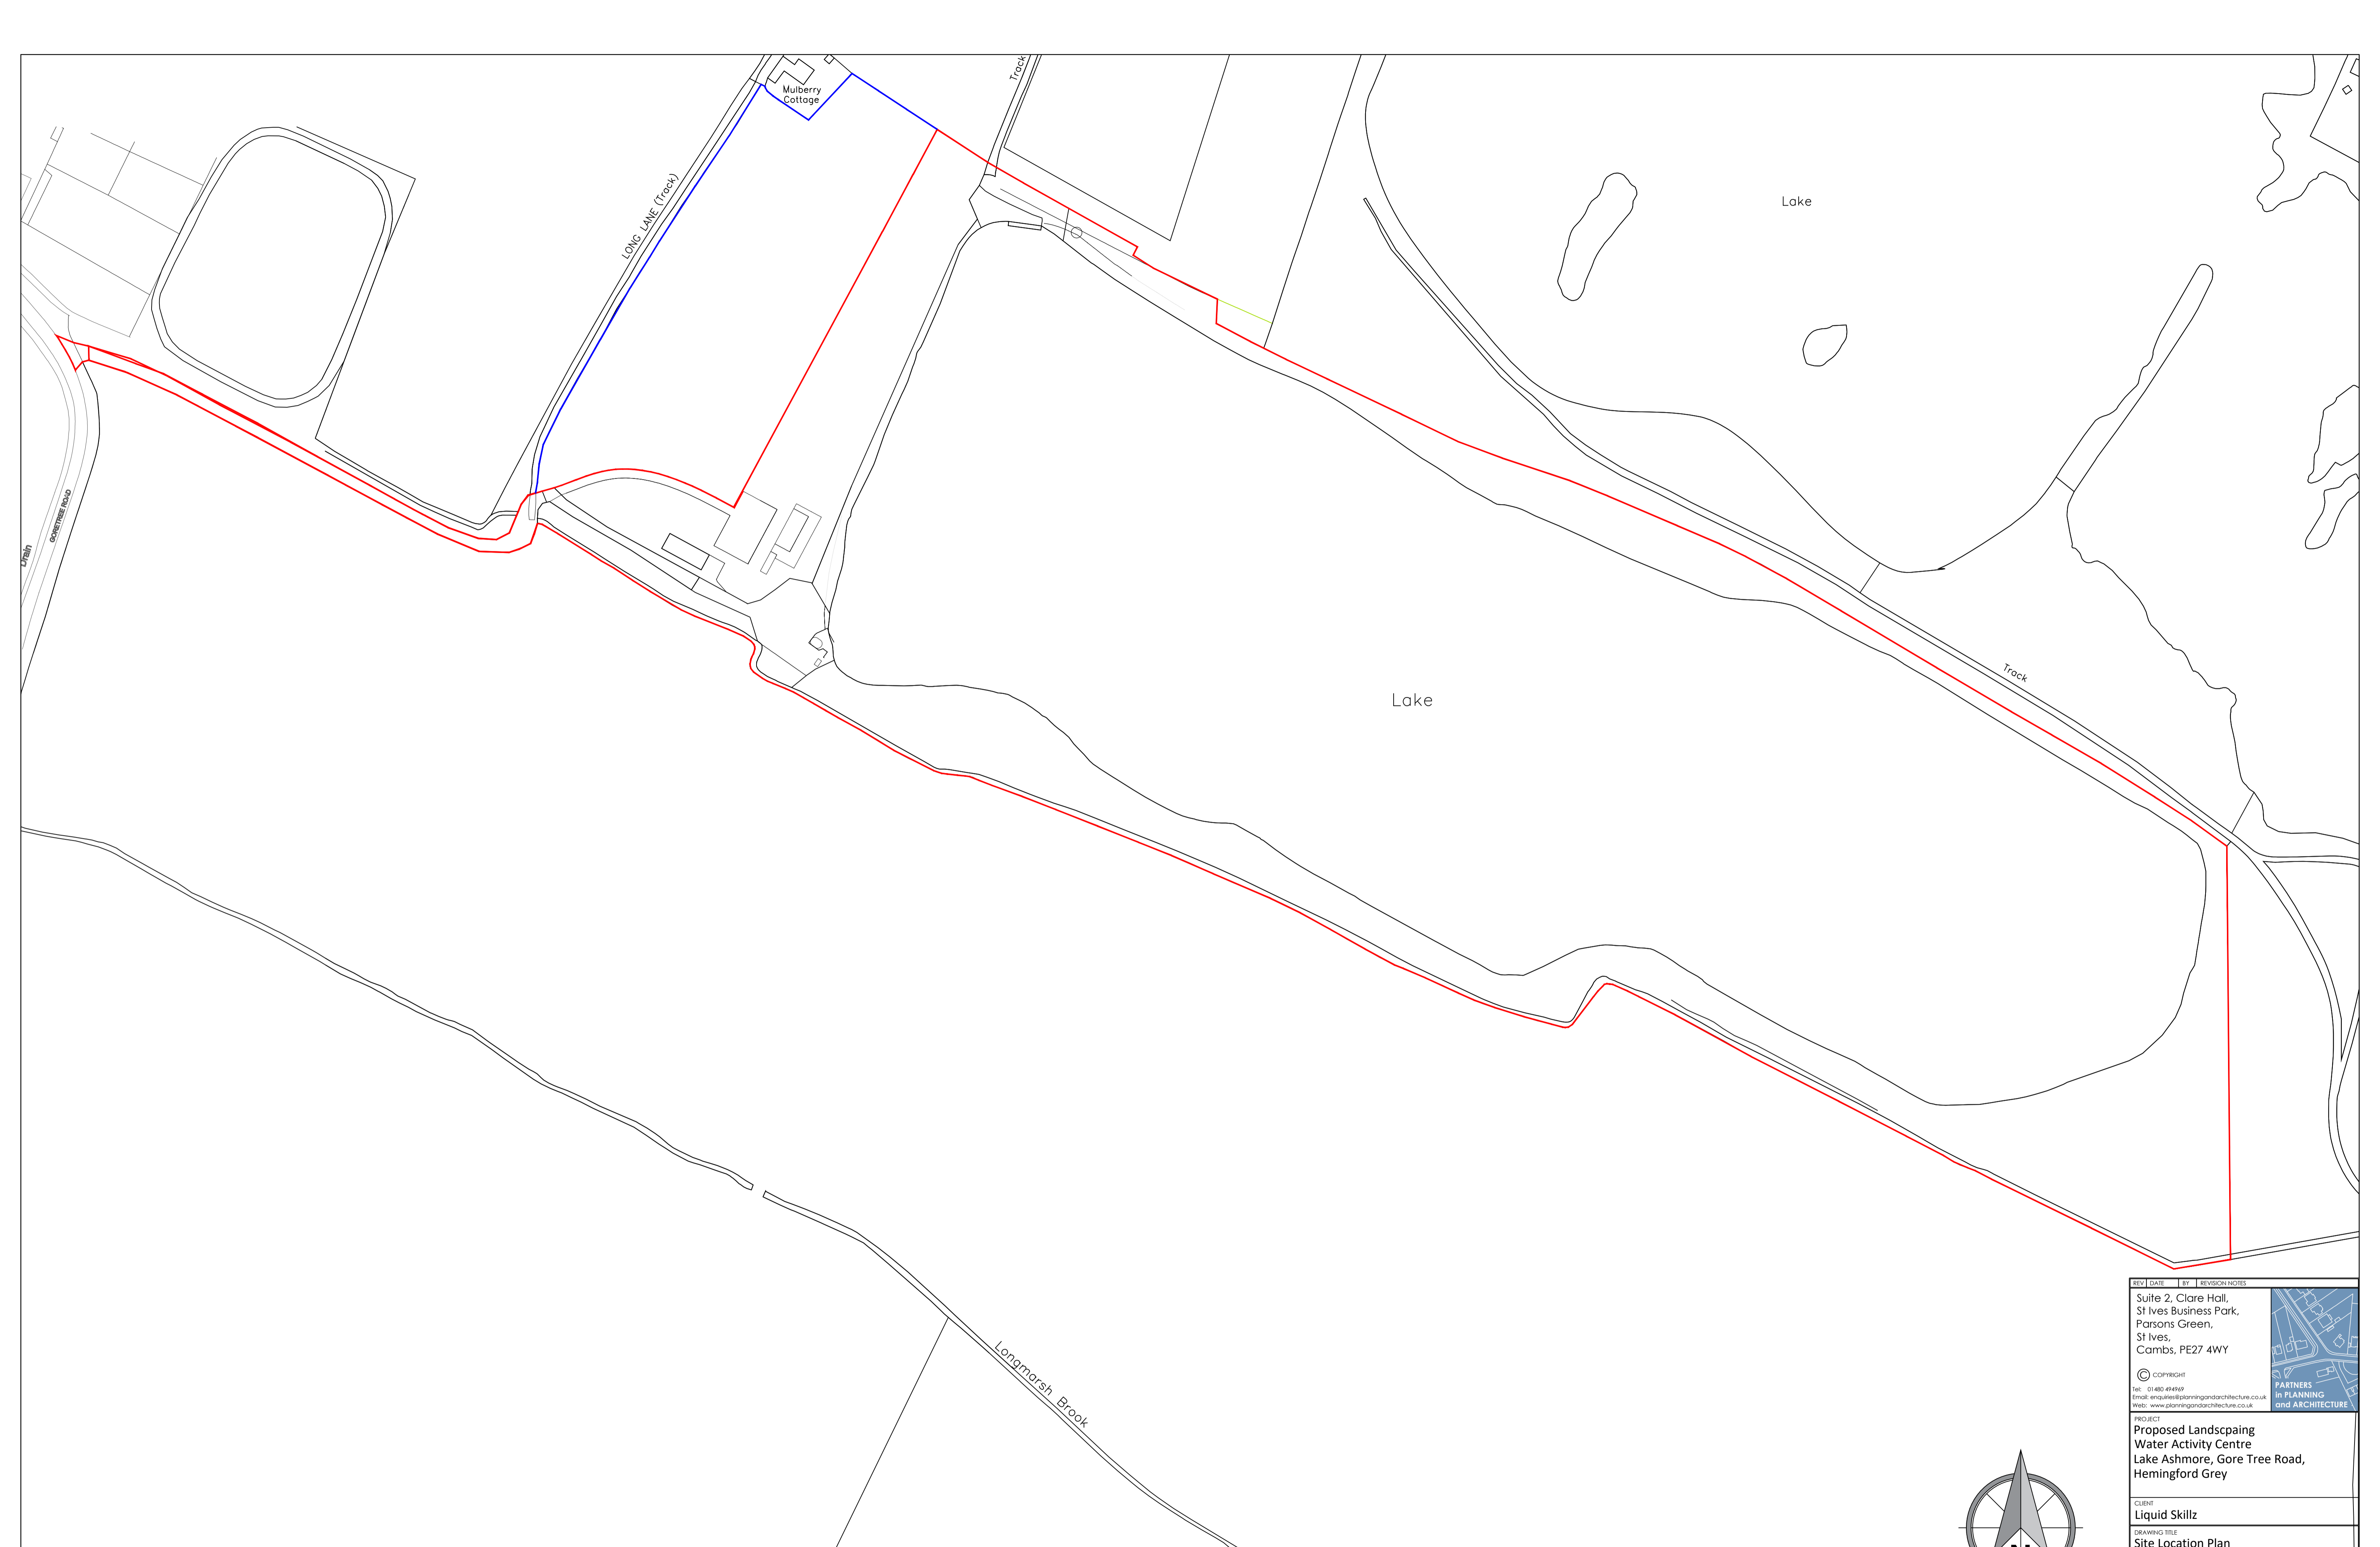 Mulberry
Cottage
Track
LONG LANE (Track)
Lake
GORETREE ROAD
Drain
Track
Lake
Longmarsh Brook
REV DATE BY REVISION NOTES
Suite 2, Clare Hall,
St Ives Business Park,
Parsons Green,
St Ives,
Cambs, PE27 4WY
© COPYRIGHT
Tel: 01480 494969
Email: enquiries@planningandarchitecture.co.uk
Web: www.planningandarchitecture.co.uk
PARTNERS
in PLANNING
and ARCHITECTURE
PROJECT
Proposed Landscpaing
Water Activity Centre
Lake Ashmore, Gore Tree Road,
Hemingford Grey
CLIENT
Liquid Skillz
DRAWING TITLE
Site Location Plan